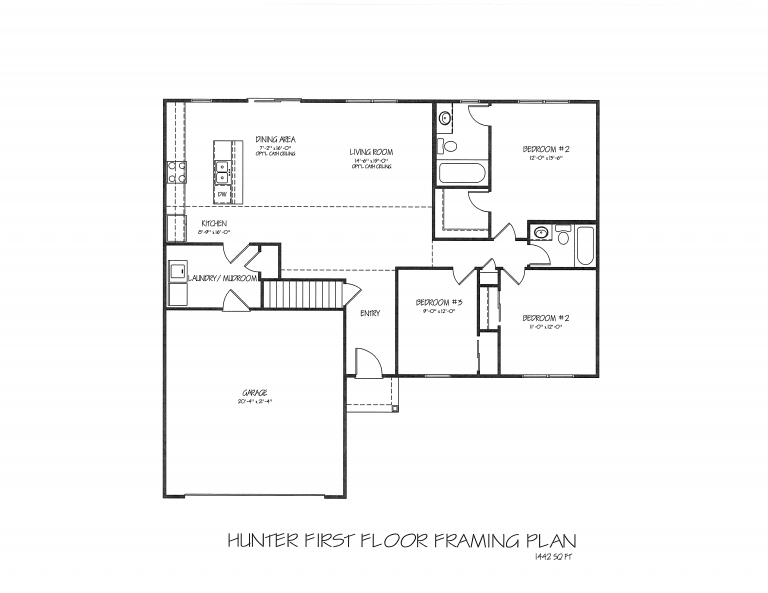 DINING AREA
7'-2" x 16'-0"
OPT'L CATH CEILING
LIVING ROOM
14'-6" x 19'-0"
OPT'L CATH CEILING
BEDROOM #2
12'-0" x 13'-6"
DW
KITCHEN
8'-9" x 16'-0"
LAUNDRY/ MUDROOM
BEDROOM #3
9'-0" x 12'-0"
ENTRY
BEDROOM #2
11'-0" x 12'-0"
GARAGE
20'-4" x 21'-4"
HUNTER FIRST FLOOR FRAMING PLAN
1442 SQ FT